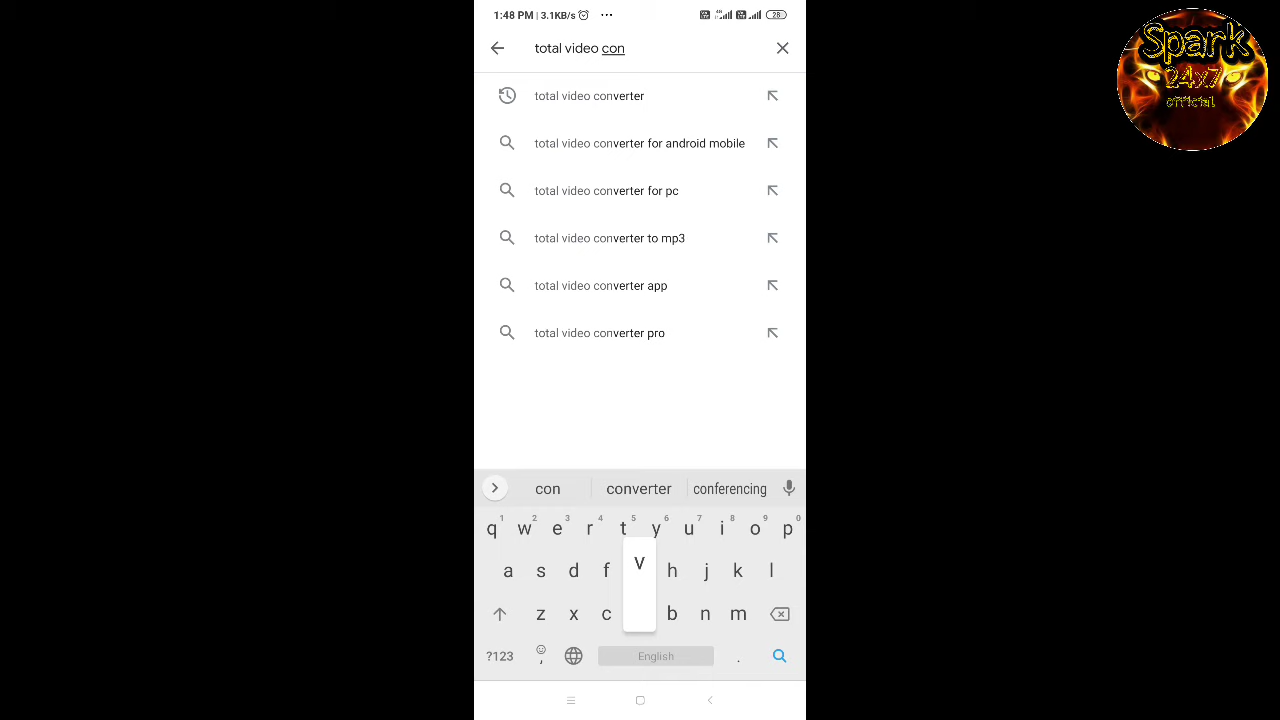 1:48 PM | 3.1KB/s
4G
28
total video con
Spark
24x7
official
total video converter
total video converter for android mobile
total video converter for pc
total video converter to mp3
total video converter app
total video converter pro
con converter conferencing
1 2 3 4 5 6 7 8 9 0
q w e r t y u i o p
a s d f v h j k l
z x c b n m
?123 , English .